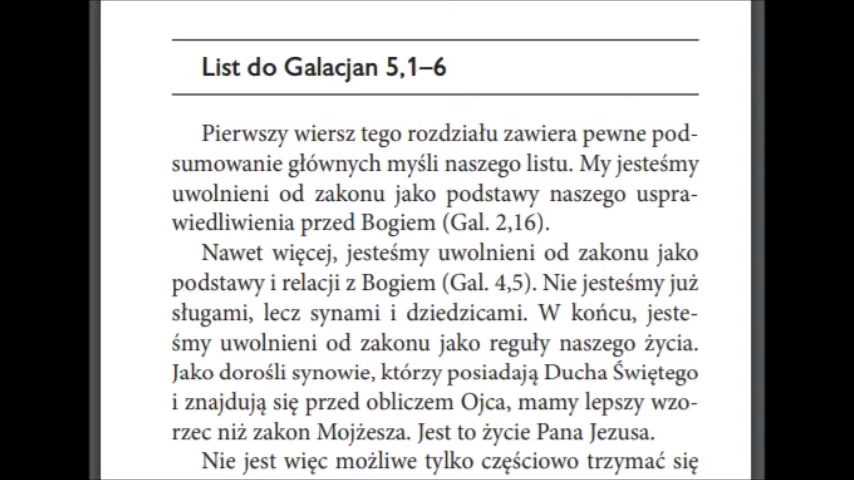 List do Galacjan 5,1–6
Pierwszy wiersz tego rozdziału zawiera pewne pod-
sumowanie głównych myśli naszego listu. My jesteśmy
uwolnieni od zakonu jako podstawy naszego uspra-
wiedliwienia przed Bogiem (Gal. 2,16).
Nawet więcej, jesteśmy uwolnieni od zakonu jako
podstawy i relacji z Bogiem (Gal. 4,5). Nie jesteśmy już
sługami, lecz synami i dziedzicami. W końcu, jeste-
śmy uwolnieni od zakonu jako reguły naszego życia.
Jako dorośli synowie, którzy posiadają Ducha Świętego
i znajdują się przed obliczem Ojca, mamy lepszy wzo-
rzec niż zakon Mojżesza. Jest to życie Pana Jezusa.
Nie jest więc możliwe tylko częściowo trzymać się